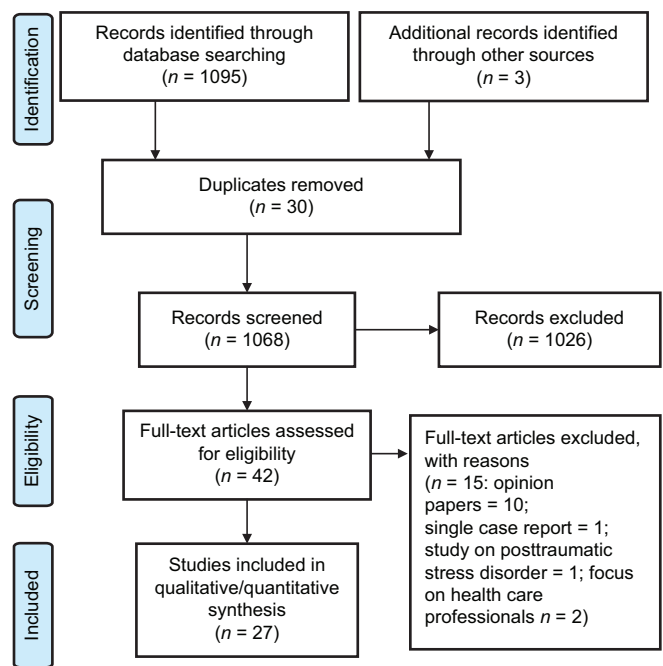 Identification
Records identified through
database searching
(n = 1095)
Additional records identified
through other sources
(n = 3)
Duplicates removed
(n = 30)
Screening
Records screened
(n = 1068)
Records excluded
(n = 1026)
Eligibility
Full-text articles assessed
for eligibility
(n = 42)
Full-text articles excluded,
with reasons
(n = 15: opinion
papers = 10;
single case report = 1;
study on posttraumatic
stress disorder = 1; focus
on health care
professionals n = 2)
Included
Studies included in
qualitative/quantitative
synthesis
(n = 27)